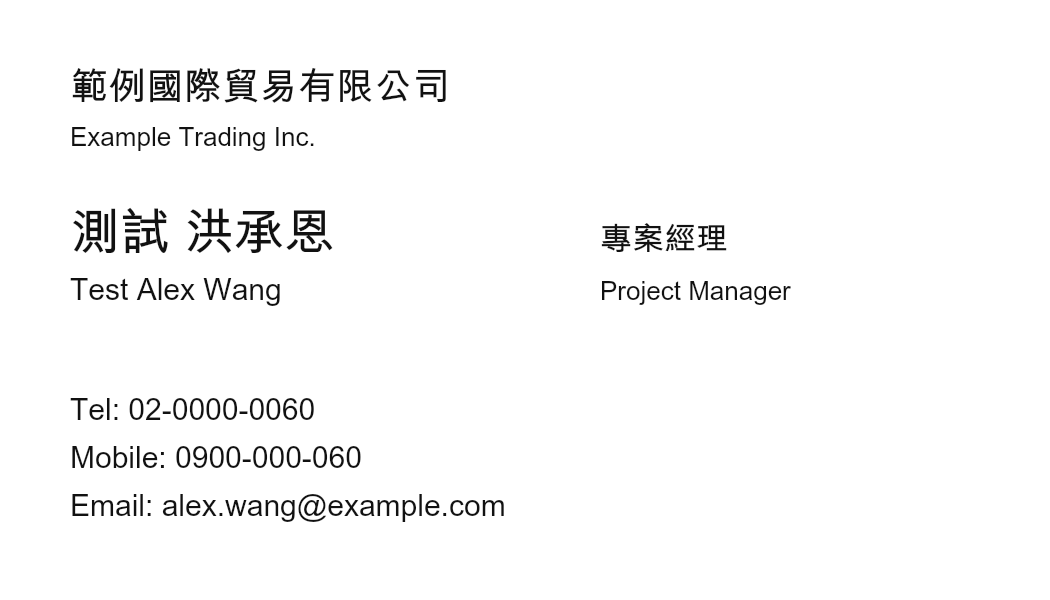 範例國際貿易有限公司
Example Trading Inc.
測試 洪承恩
專案經理
Test Alex Wang
Project Manager
Tel: 02-0000-0060
Mobile: 0900-000-060
Email: alex.wang@example.com